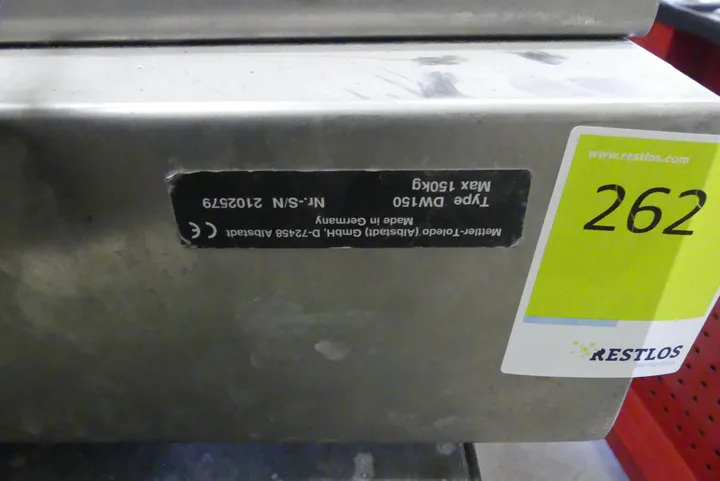 Mettler-Toledo (Albstadt) GmbH, D-72458 Albstadt
Made in Germany CE
Type DW150 Nr.-S/N 2102579
Max 150kg
www.restlos.com
262
RESTLOS